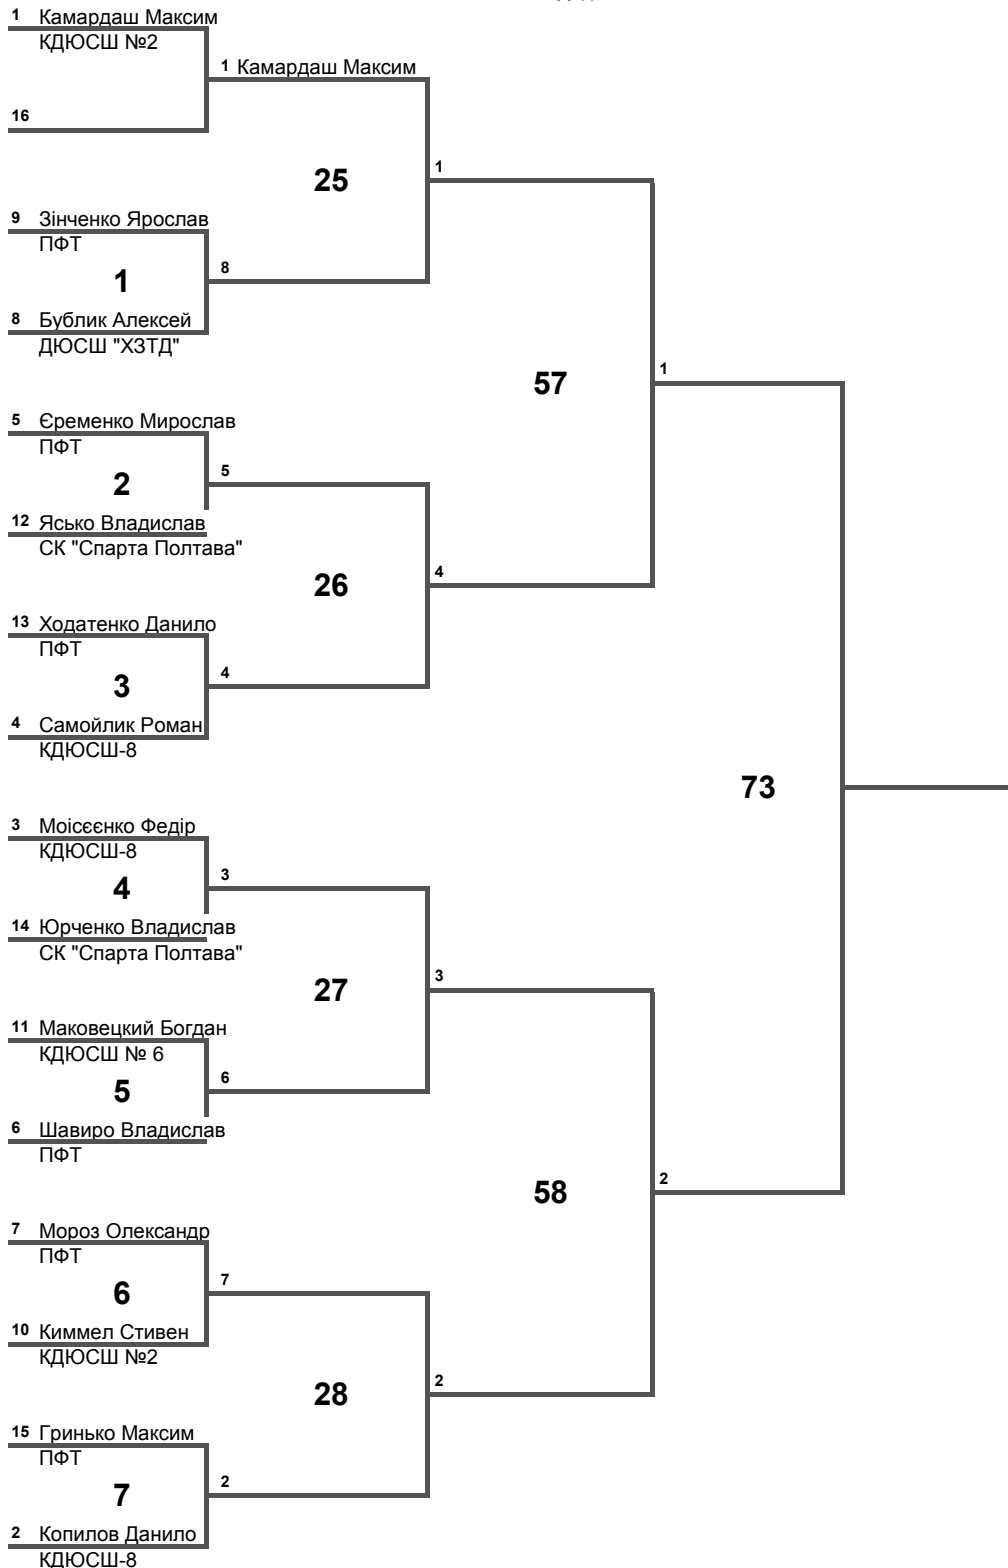 1 Камардаш Максим
КДЮСШ №2
1 Камардаш Максим
16
25
1
9 Зінченко Ярослав
ПФТ
1
8
8 Бублик Алексей
ДЮСШ "ХЗТД"
57
1
5 Єременко Мирослав
ПФТ
2
5
12 Ясько Владислав
СК "Спарта Полтава"
26
4
13 Ходатенко Данило
ПФТ
3
4
4 Самойлик Роман
КДЮСШ-8
73
3 Моісєєнко Федір
КДЮСШ-8
4
3
14 Юрченко Владислав
СК "Спарта Полтава"
27
3
11 Маковецкий Богдан
КДЮСШ № 6
5
6
6 Шавиро Владислав
ПФТ
58
2
7 Мороз Олександр
ПФТ
6
7
10 Киммел Стивен
КДЮСШ №2
28
2
15 Гринько Максим
ПФТ
7
2
2 Копилов Данило
КДЮСШ-8